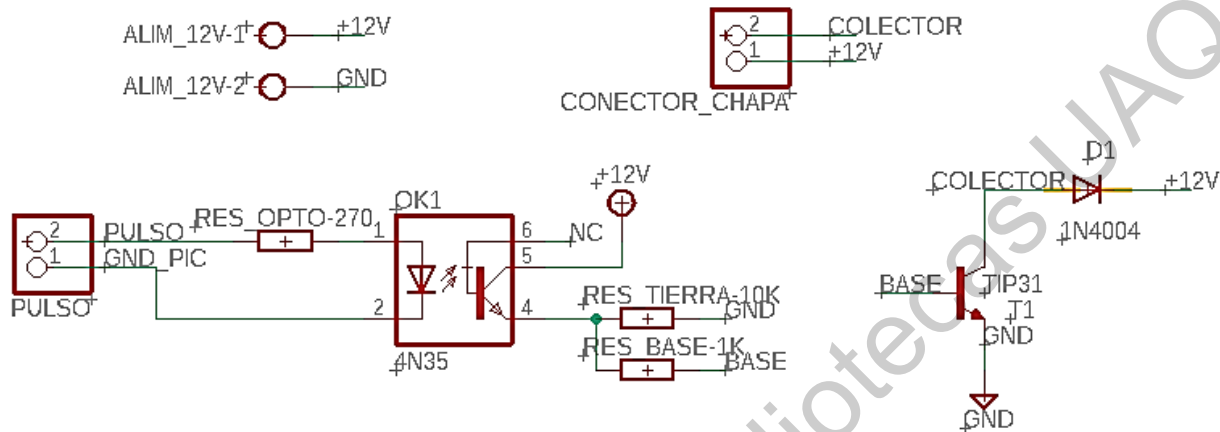 ALIM_12V-1
+12V
ALIM_12V-2
GND
2
1
COLECTOR
+12V
CONECTOR_CHAPA
D1
COLECTOR
+12V
1N4004
BASE
TIP31
T1
GND
GND
+12V
OK1
RES_OPTO-270
2
1
PULSO
GND_PIC
PULSO
1
2
6
5
4
NC
4N35
RES_TIERRA-10K
GND
RES_BASE-1K
BASE
diotecas UAQ